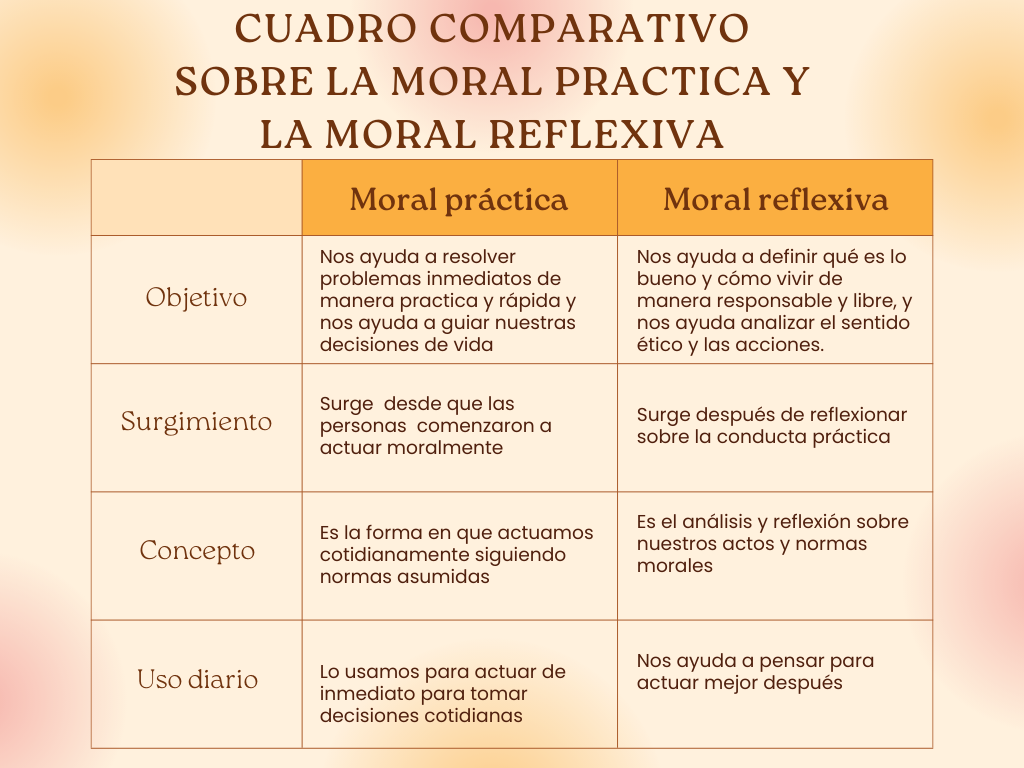 CUADRO COMPARATIVO
SOBRE LA MORAL PRACTICA Y
LA MORAL REFLEXIVA
Moral práctica
Moral reflexiva
Objetivo
Nos ayuda a resolver
problemas inmediatos de
manera practica y rápida y
nos ayuda a guiar nuestras
decisiones de vida
Nos ayuda a definir qué es lo
bueno y cómo vivir de
manera responsable y libre, y
nos ayuda analizar el sentido
ético y las acciones.
Surgimiento
Surge  desde que las
personas  comenzaron a
actuar moralmente
Surge después de reflexionar
sobre la conducta práctica
Concepto
Es la forma en que actuamos
cotidianamente siguiendo
normas asumidas
Es el análisis y reflexión sobre
nuestros actos y normas
morales
Uso diario
Lo usamos para actuar de
inmediato para tomar
decisiones cotidianas
Nos ayuda a pensar para
actuar mejor después